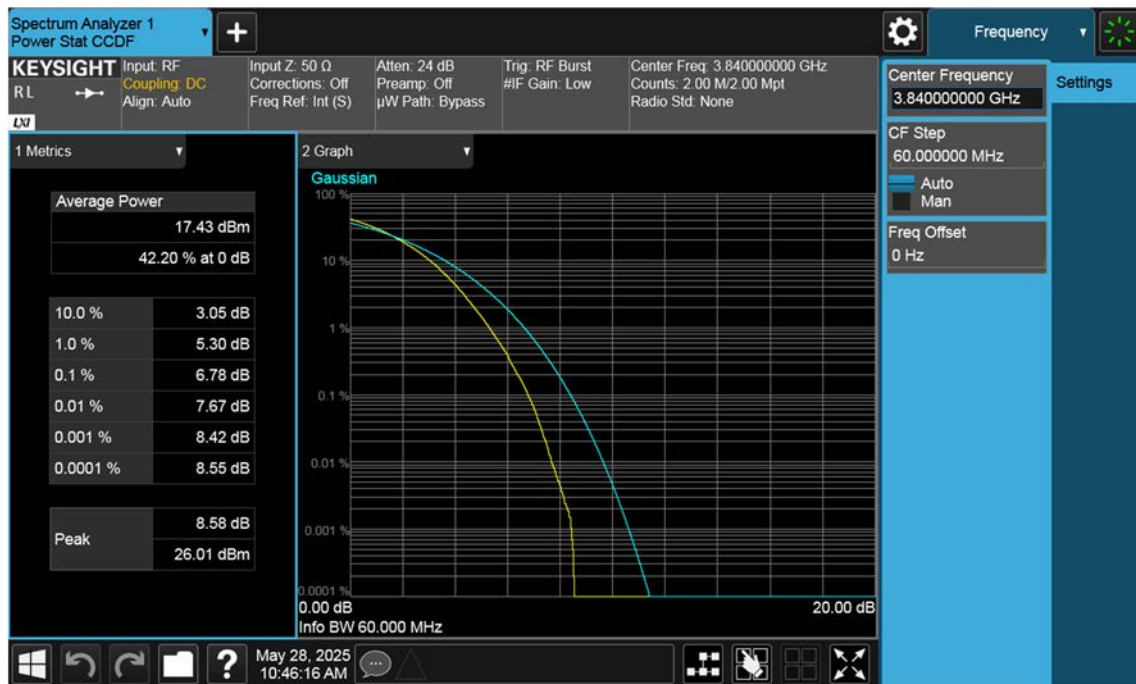 Spectrum Analyzer 1
Power Stat CCDF
+
Frequency
KEYSIGHT
RL
LXI
Input: RF
Coupling: DC
Align: Auto
Input Z: 50 Ω
Corrections: Off
Freq Ref: Int (S)
Atten: 24 dB
Preamp: Off
µW Path: Bypass
Trig: RF Burst
#IF Gain: Low
Center Freq: 3.840000000 GHz
Counts: 2.00 M/2.00 Mpt
Radio Std: None
Center Frequency
3.840000000 GHz
Settings
CF Step
60.000000 MHz
Auto
Man
Freq Offset
0 Hz
1 Metrics
Average Power
17.43 dBm
42.20 % at 0 dB
10.0 % 3.05 dB
1.0 % 5.30 dB
0.1 % 6.78 dB
0.01 % 7.67 dB
0.001 % 8.42 dB
0.0001 % 8.55 dB
Peak
8.58 dB
26.01 dBm
2 Graph
Gaussian
100 %
10 %
1 %
0.1 %
0.01 %
0.001 %
0.0001 %
0.00 dB 20.00 dB
Info BW 60.000 MHz
?
May 28, 2025
10:46:16 AM